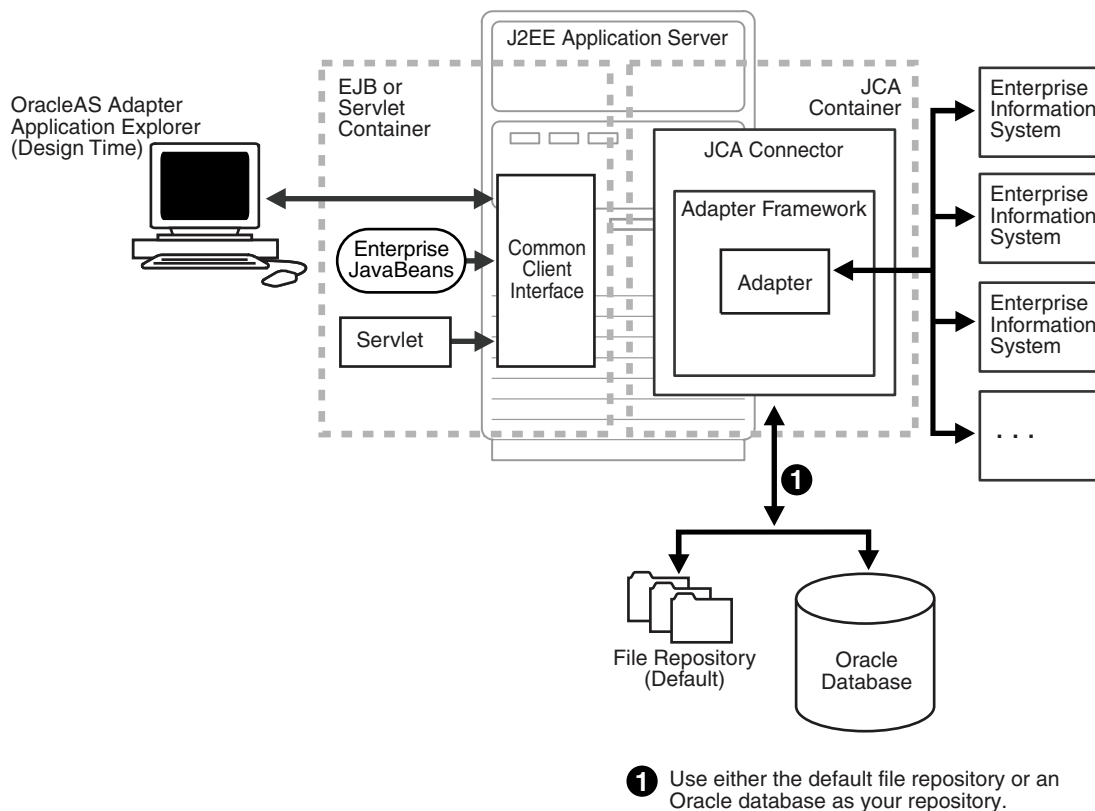 J2EE Application Server
EJB or
Servlet
Container
JCA
Container
OracleAS Adapter
Application Explorer
(Design Time)
JCA Connector
Adapter Framework
Adapter
Enterprise
JavaBeans
Servlet
Common
Client
Interface
Enterprise
Information
System
Enterprise
Information
System
Enterprise
Information
System
. . .
1
File Repository
(Default)
Oracle
Database
1 Use either the default file repository or an
Oracle database as your repository.